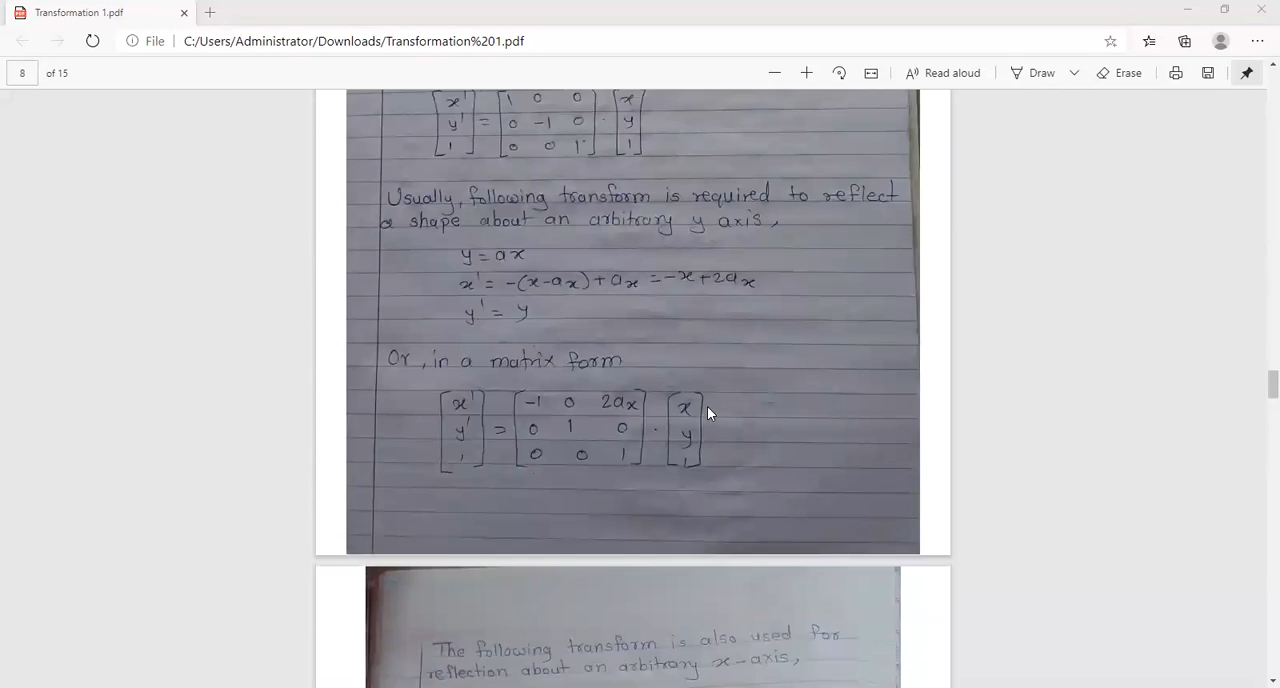 Transformation 1.pdf
File | C:/Users/Administrator/Downloads/Transformation%201.pdf
8 of 15 Read aloud Draw Erase
[x' y' 1] = [1 0 0; 0 -1 0; 0 0 1] . [x y 1]
Usually, following transform is required to reflect
a shape about an arbitrary y axis,
y = ax
x' = -(x-ax) + ax = -x+2ax
y' = y
Or, in a matrix form
[x' y' 1] = [-1 0 2ax; 0 1 0; 0 0 1] . [x y 1]
The following transform is also used for
reflection about an arbitrary x-axis,